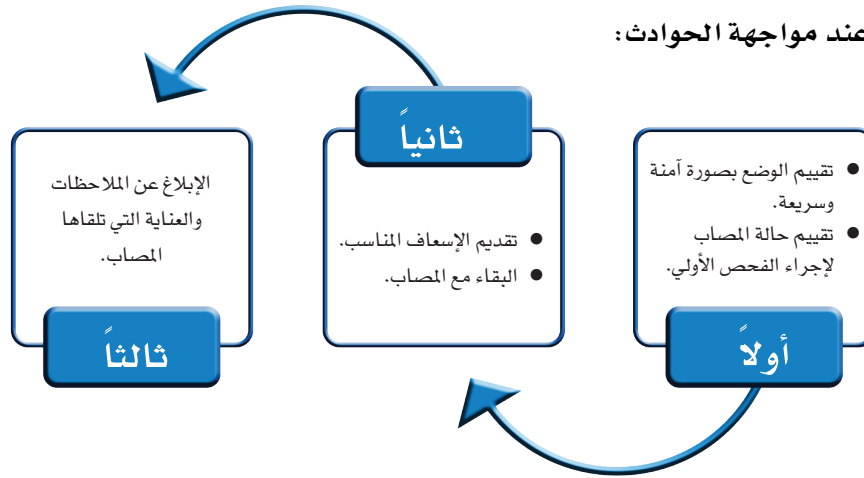 عند مواجهة الحوادث:
● تقييم الوضع بصورة آمنة
وسريعة.
● تقييم حالة المصاب
لإجراء الفحص الأولي.
أولاً
ثانياً
● تقديم الإسعاف المناسب.
● البقاء مع المصاب.
الإبلاغ عن الملاحظات
والعناية التي تلقاها
المصاب.
ثالثاً